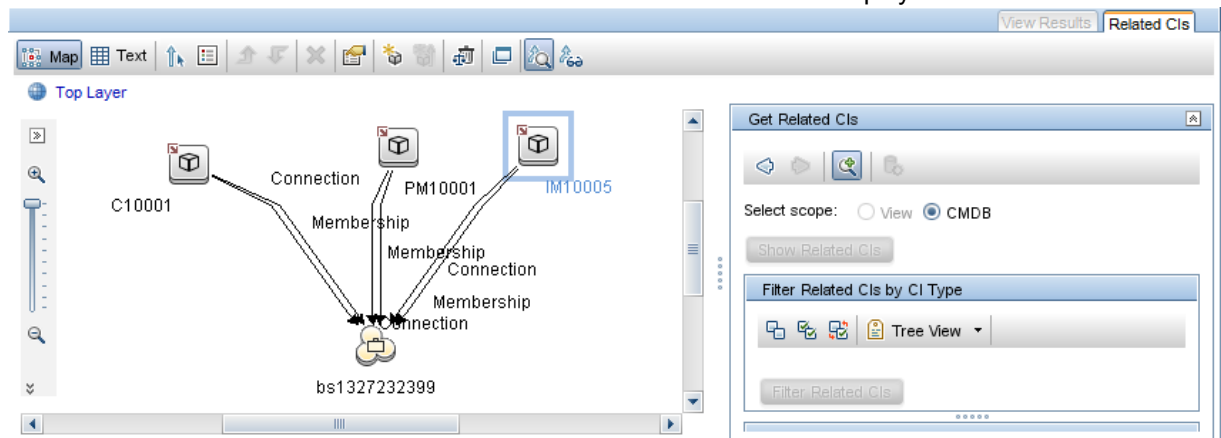 View Results Related CIs
Map Text
Top Layer
Get Related CIs
Connection
PM10001
IM10005
C10001
Select scope: View CMDB
Membership
Show Related CIs
Membership
Connection
Filter Related CIs by CI Type
Membership
Connection
Tree View
bs1327232399
Filter Related CIs